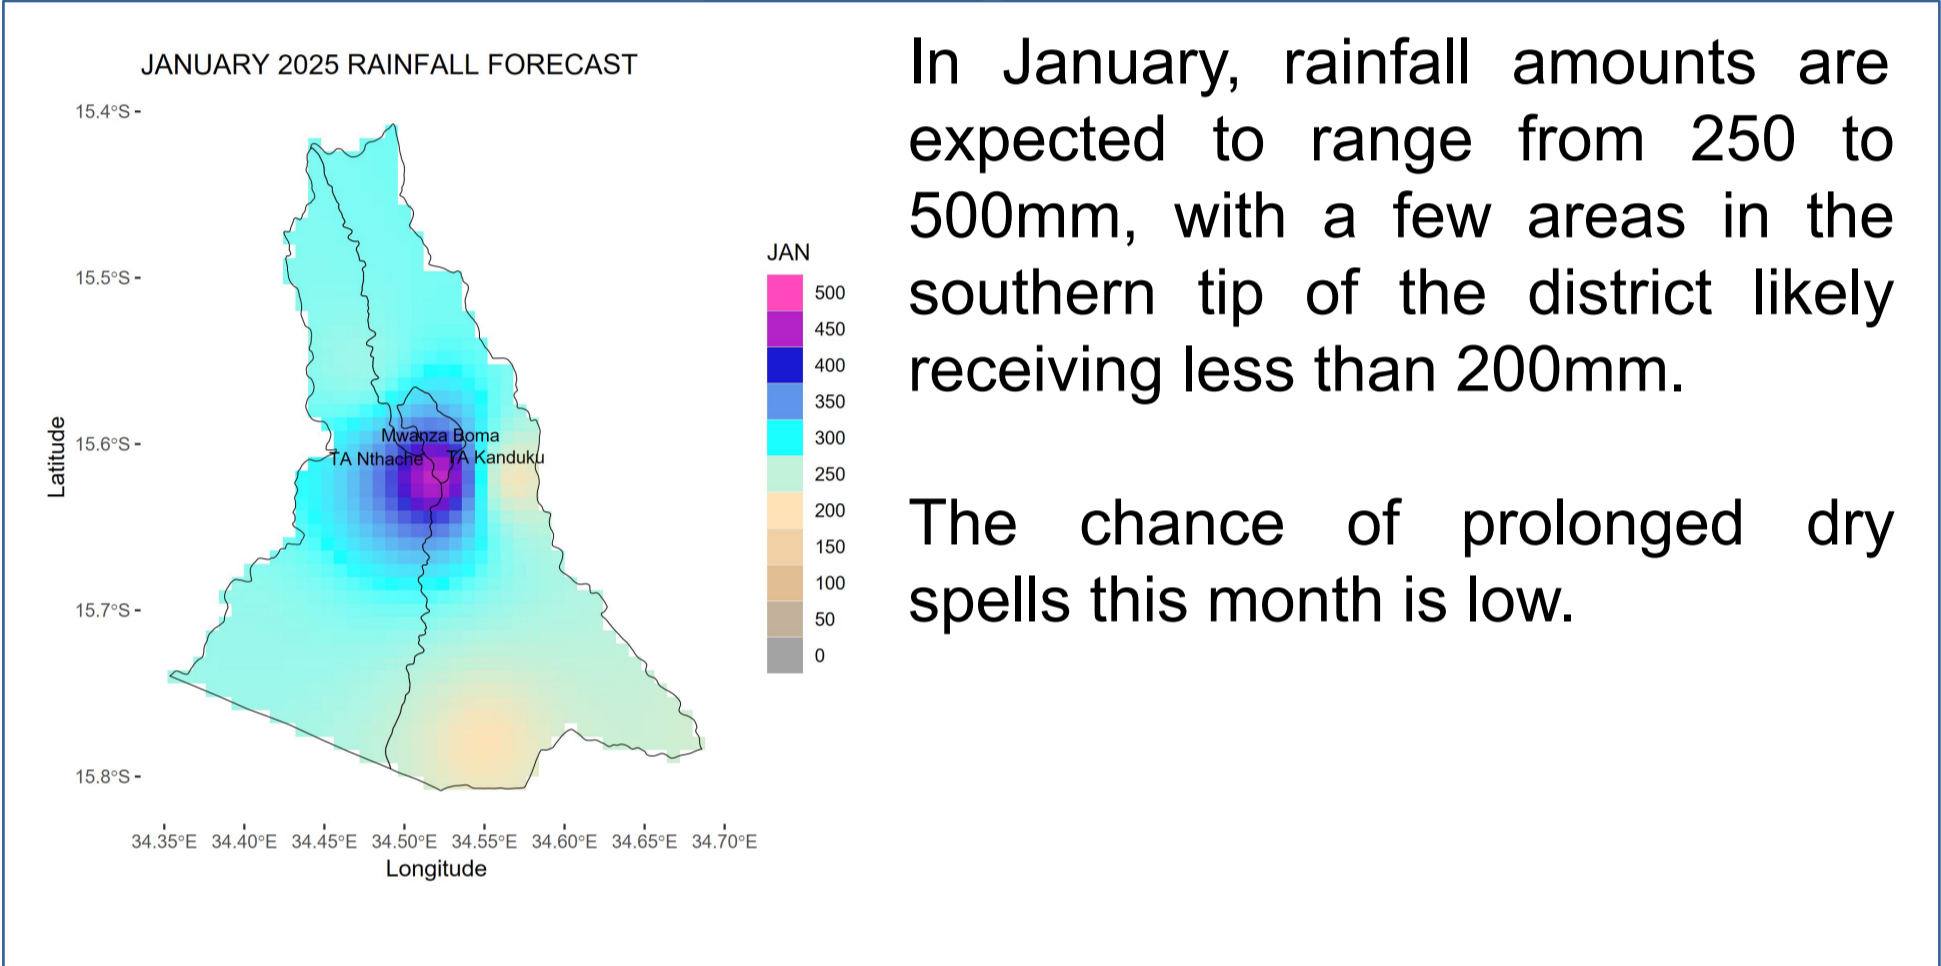 JANUARY 2025 RAINFALL FORECAST
15.4°S
15.5°S
15.6°S
15.7°S
15.8°S
Latitude
Mwanza Boma
TA Nthache
TA Kanduku
34.35°E 34.40°E 34.45°E 34.50°E 34.55°E 34.60°E 34.65°E 34.70°E
Longitude
JAN
500
450
400
350
300
250
200
150
100
50
0
In January, rainfall amounts are
expected to range from 250 to
500mm, with a few areas in the
southern tip of the district likely
receiving less than 200mm.
The chance of prolonged dry
spells this month is low.